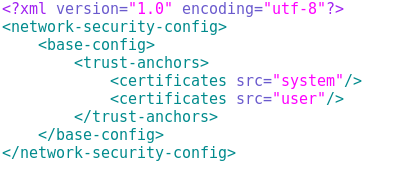 <?xml version="1.0" encoding="utf-8"?>
<network-security-config>
    <base-config>
        <trust-anchors>
            <certificates src="system"/>
            <certificates src="user"/>
        </trust-anchors>
    </base-config>
</network-security-config>